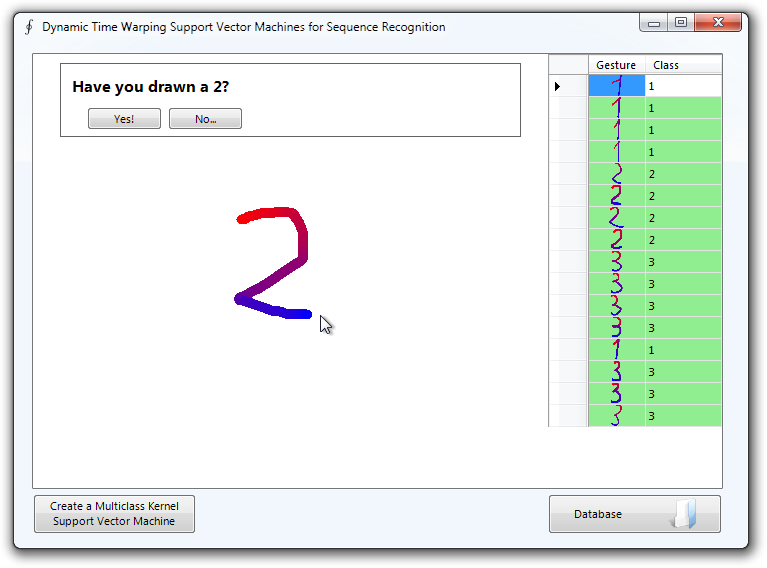 Dynamic Time Warping Support Vector Machines for Sequence Recognition
Have you drawn a 2?
Yes! No...
2
Gesture Class
1 1
1 1
1 1
1 1
2 2
2 2
2 2
2 2
3 3
3 3
3 3
3 3
1 1
3 3
3 3
3 3
Create a Multiclass Kernel
Support Vector Machine
Database